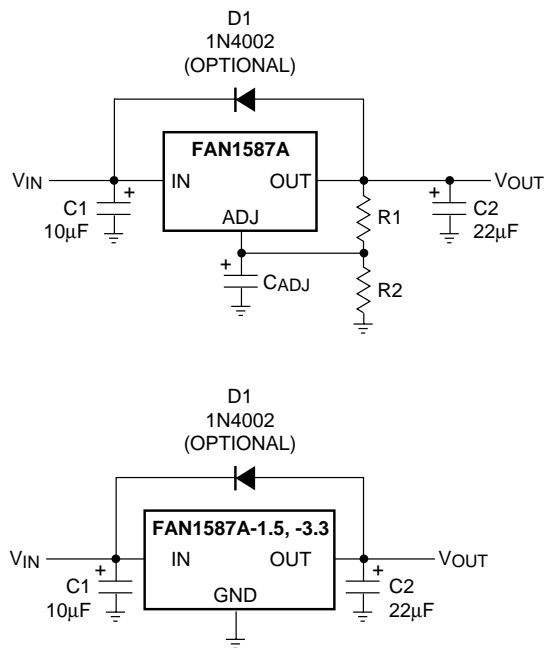 D1
1N4002
(OPTIONAL)
FAN1587A
VIN
IN
OUT
VOUT
+
C1
10μF
ADJ
R1
+
C2
22μF
+
CADJ
R2
D1
1N4002
(OPTIONAL)
FAN1587A-1.5, -3.3
VIN
IN
OUT
VOUT
+
C1
10μF
GND
+
C2
22μF